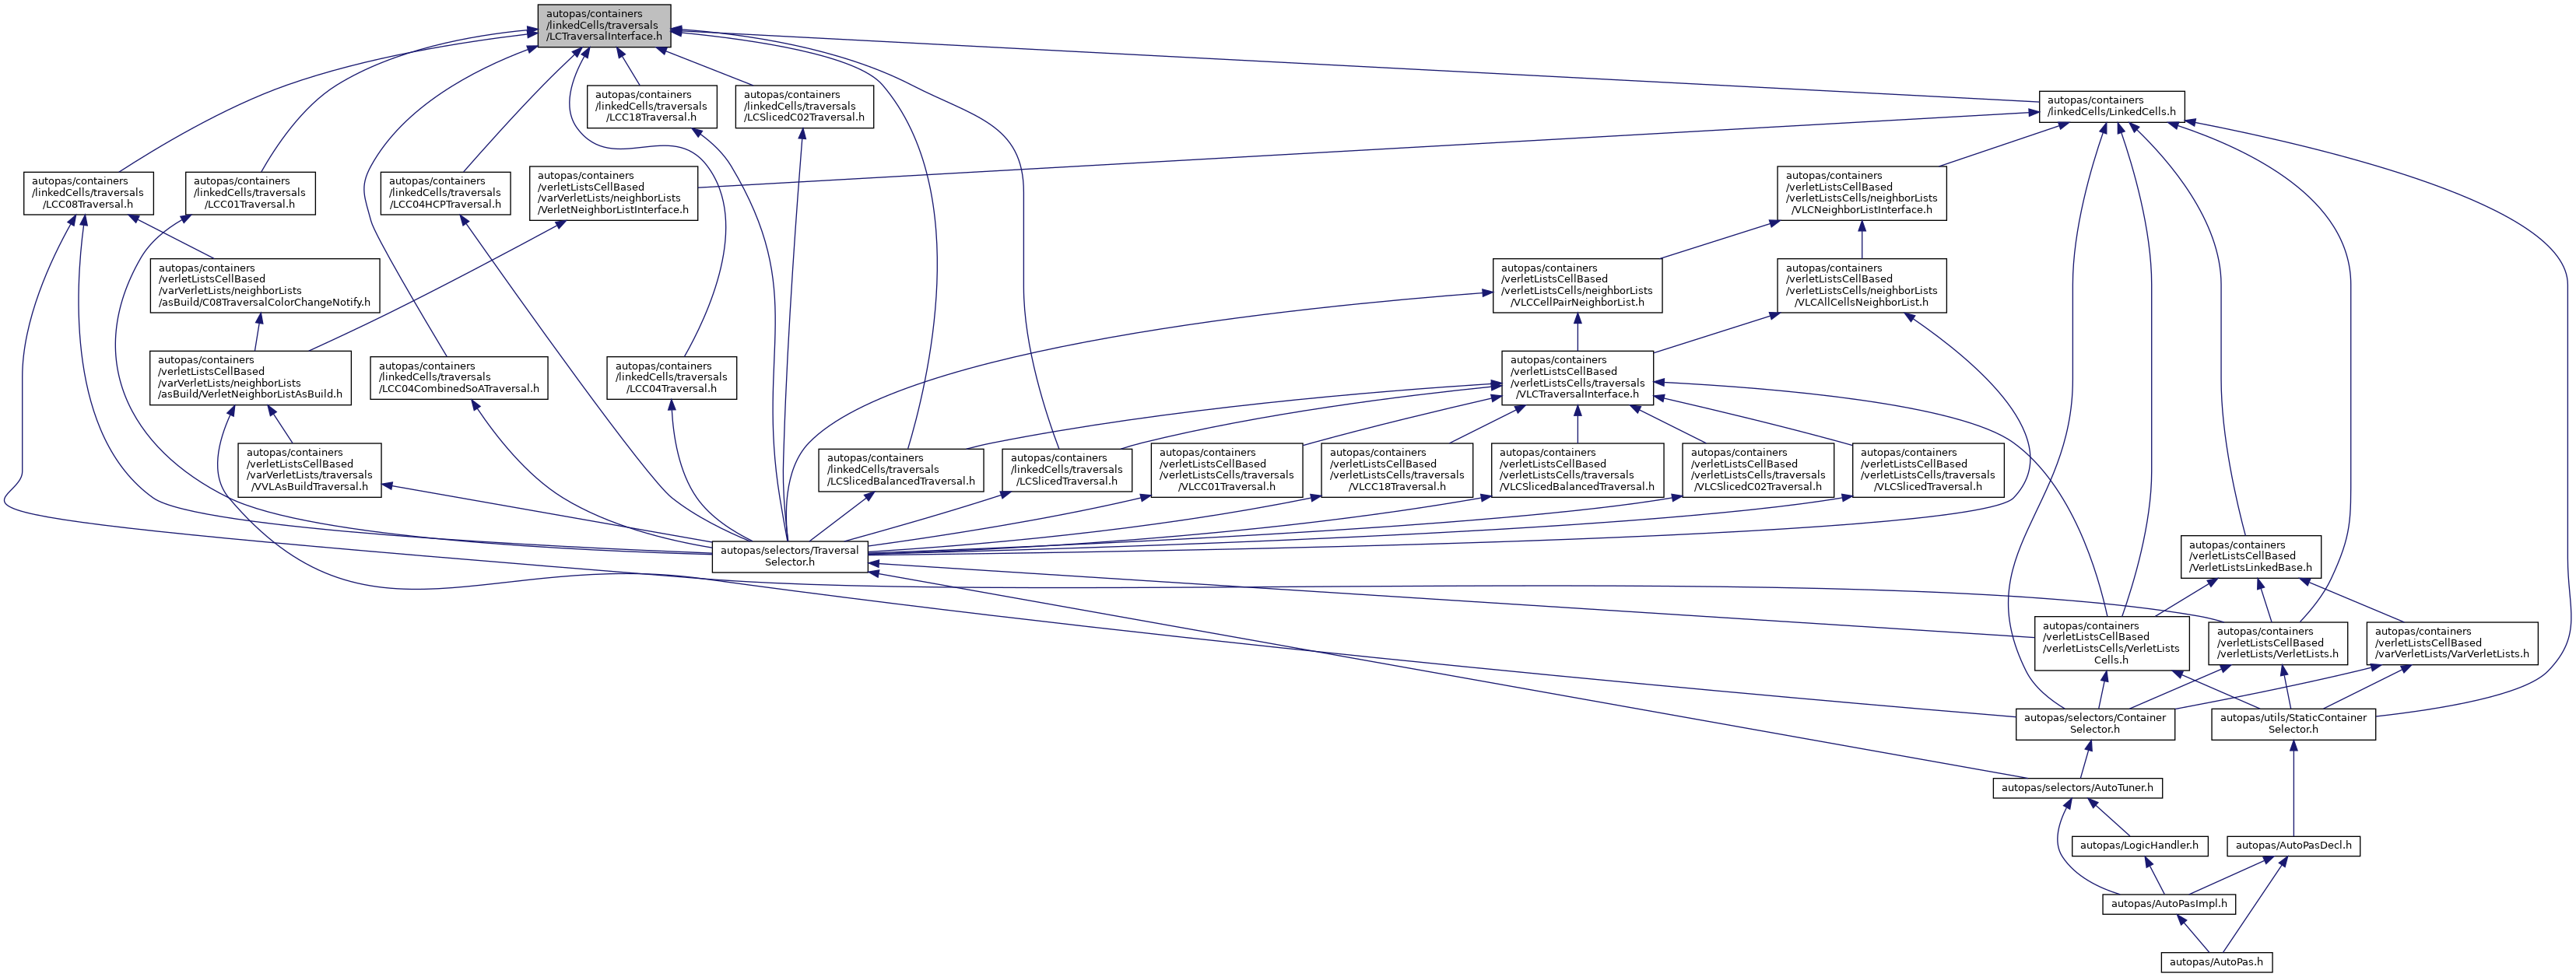 autopas/containers
/linkedCells/traversals
/LCTraversalInterface.h
autopas/containers
/linkedCells/traversals
/LCC18Traversal.h
autopas/containers
/linkedCells/traversals
/LCSlicedC02Traversal.h
autopas/containers
/linkedCells/LinkedCells.h
autopas/containers
/linkedCells/traversals
/LCC08Traversal.h
autopas/containers
/linkedCells/traversals
/LCC01Traversal.h
autopas/containers
/linkedCells/traversals
/LCC04HCPTraversal.h
autopas/containers
/verletListsCellBased
/varVerletLists/neighborLists
/VerletNeighborListInterface.h
autopas/containers
/verletListsCellBased
/verletListsCells/neighborLists
/VLCNeighborListInterface.h
autopas/containers
/verletListsCellBased
/varVerletLists/neighborLists
/asBuild/C08TraversalColorChangeNotify.h
autopas/containers
/verletListsCellBased
/verletListsCells/neighborLists
/VLCCellPairNeighborList.h
autopas/containers
/verletListsCellBased
/verletListsCells/neighborLists
/VLCAllCellsNeighborList.h
autopas/containers
/verletListsCellBased
/varVerletLists/neighborLists
/asBuild/VerletNeighborListAsBuild.h
autopas/containers
/linkedCells/traversals
/LCC04CombinedSoATraversal.h
autopas/containers
/linkedCells/traversals
/LCC04Traversal.h
autopas/containers
/verletListsCellBased
/verletListsCells/traversals
/VLCTraversalInterface.h
autopas/containers
/verletListsCellBased
/varVerletLists/traversals
/VVLAsBuildTraversal.h
autopas/containers
/linkedCells/traversals
/LCSlicedBalancedTraversal.h
autopas/containers
/linkedCells/traversals
/LCSlicedTraversal.h
autopas/containers
/verletListsCellBased
/verletListsCells/traversals
/VLCC01Traversal.h
autopas/containers
/verletListsCellBased
/verletListsCells/traversals
/VLCC18Traversal.h
autopas/containers
/verletListsCellBased
/verletListsCells/traversals
/VLCSlicedBalancedTraversal.h
autopas/containers
/verletListsCellBased
/verletListsCells/traversals
/VLCSlicedC02Traversal.h
autopas/containers
/verletListsCellBased
/verletListsCells/traversals
/VLCSlicedTraversal.h
autopas/selectors/Traversal
Selector.h
autopas/containers
/verletListsCellBased
/VerletListsLinkedBase.h
autopas/containers
/verletListsCellBased
/verletListsCells/VerletLists
Cells.h
autopas/containers
/verletListsCellBased
/verletLists/VerletLists.h
autopas/containers
/verletListsCellBased
/varVerletLists/VarVerletLists.h
autopas/selectors/Container
Selector.h
autopas/utils/StaticContainer
Selector.h
autopas/selectors/AutoTuner.h
autopas/LogicHandler.h
autopas/AutoPasDecl.h
autopas/AutoPasImpl.h
autopas/AutoPas.h